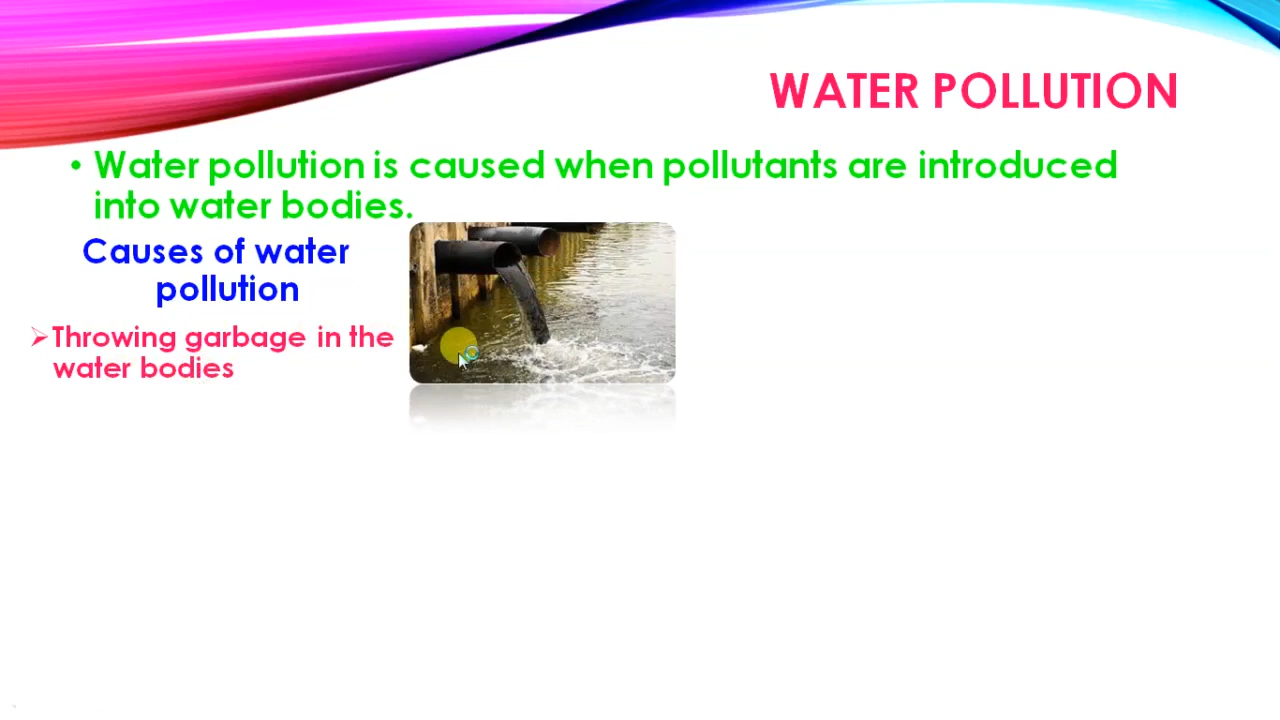 WATER POLLUTION
• Water pollution is caused when pollutants are introduced
into water bodies.
Causes of water
pollution
➢Throwing garbage in the
water bodies